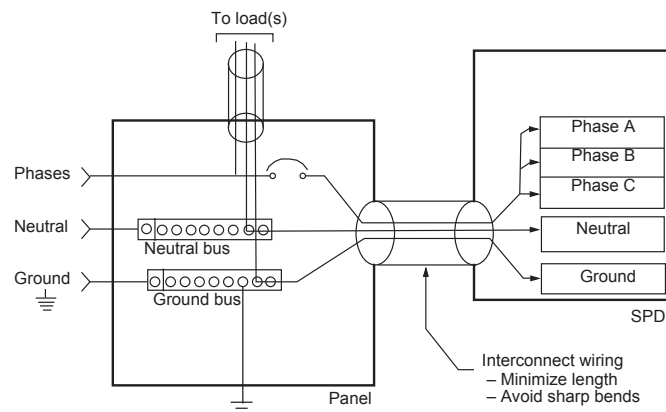 To load(s)
Phases
Neutral
Neutral bus
Ground
Ground bus
Panel
Phase A
Phase B
Phase C
Neutral
Ground
SPD
Interconnect wiring
– Minimize length
– Avoid sharp bends